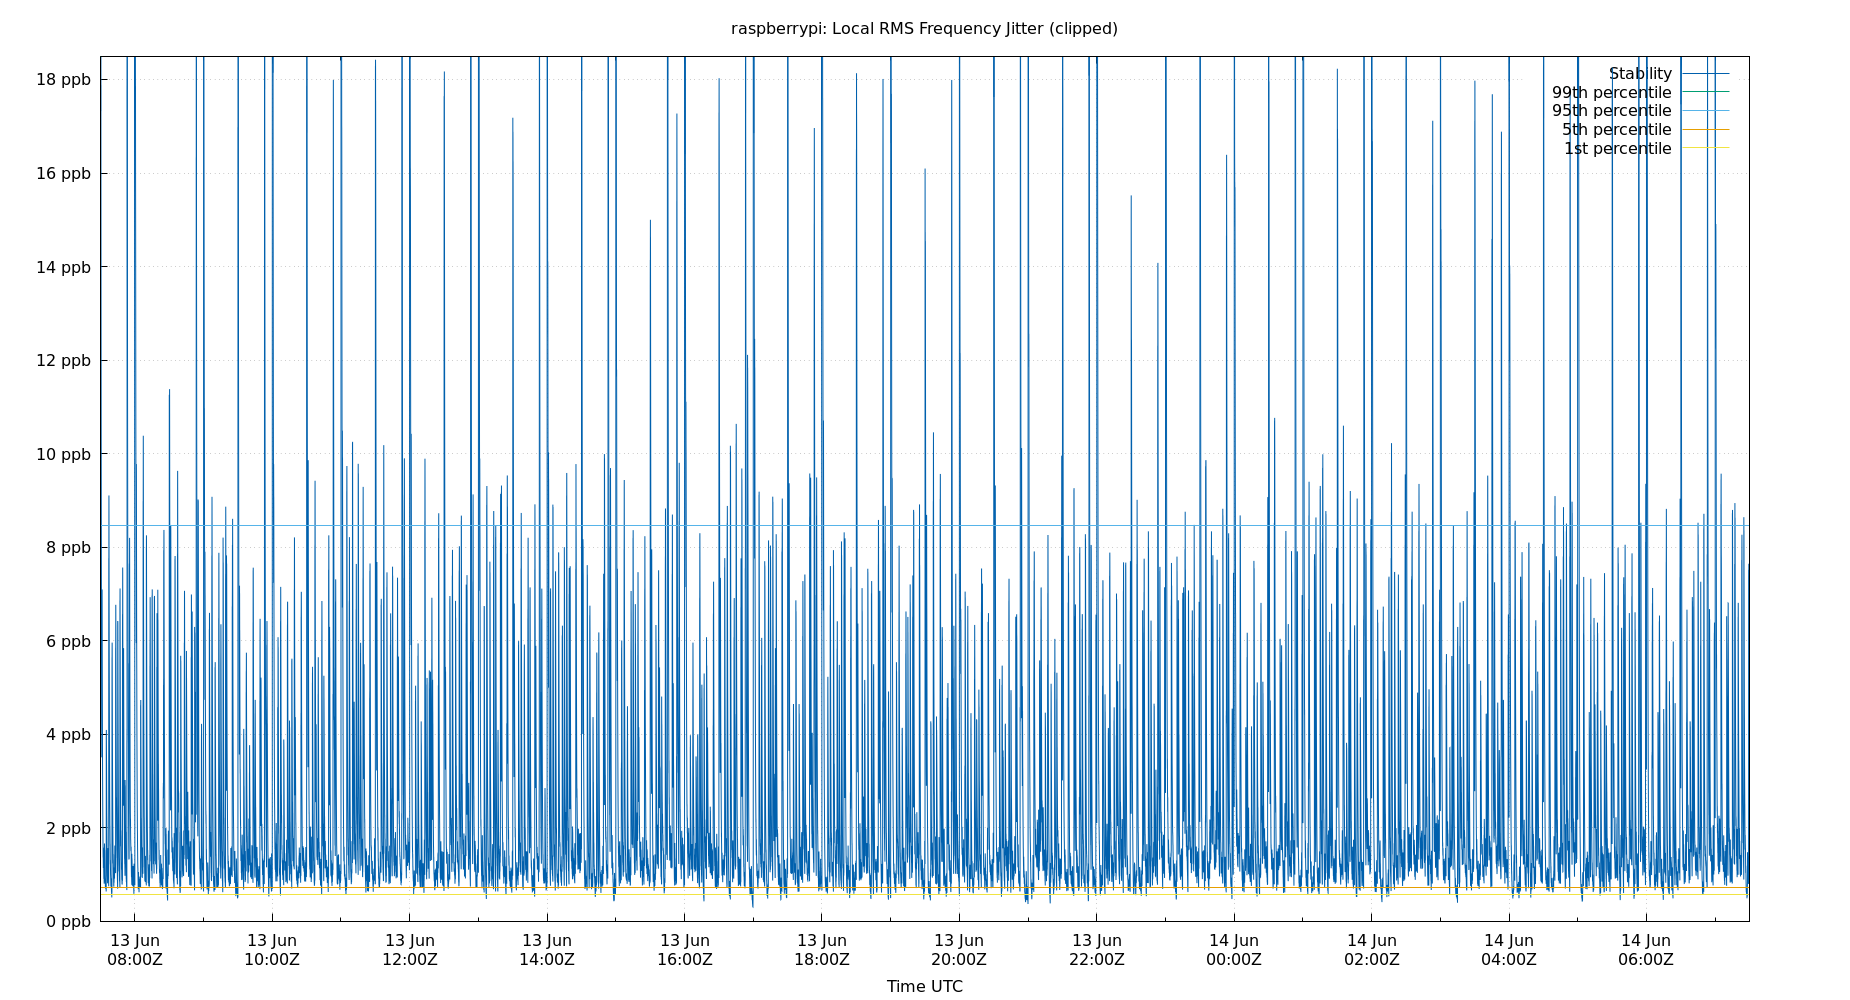 raspberrypi: Local RMS Frequency Jitter (clipped)
18 ppb
16 ppb
14 ppb
12 ppb
10 ppb
8 ppb
6 ppb
4 ppb
2 ppb
0 ppb
Stability
99th percentile
95th percentile
5th percentile
1st percentile
13 Jun 13 Jun 13 Jun 13 Jun 13 Jun 13 Jun 13 Jun 13 Jun 14 Jun 14 Jun 14 Jun 14 Jun
08:00Z 10:00Z 12:00Z 14:00Z 16:00Z 18:00Z 20:00Z 22:00Z 00:00Z 02:00Z 04:00Z 06:00Z
Time UTC